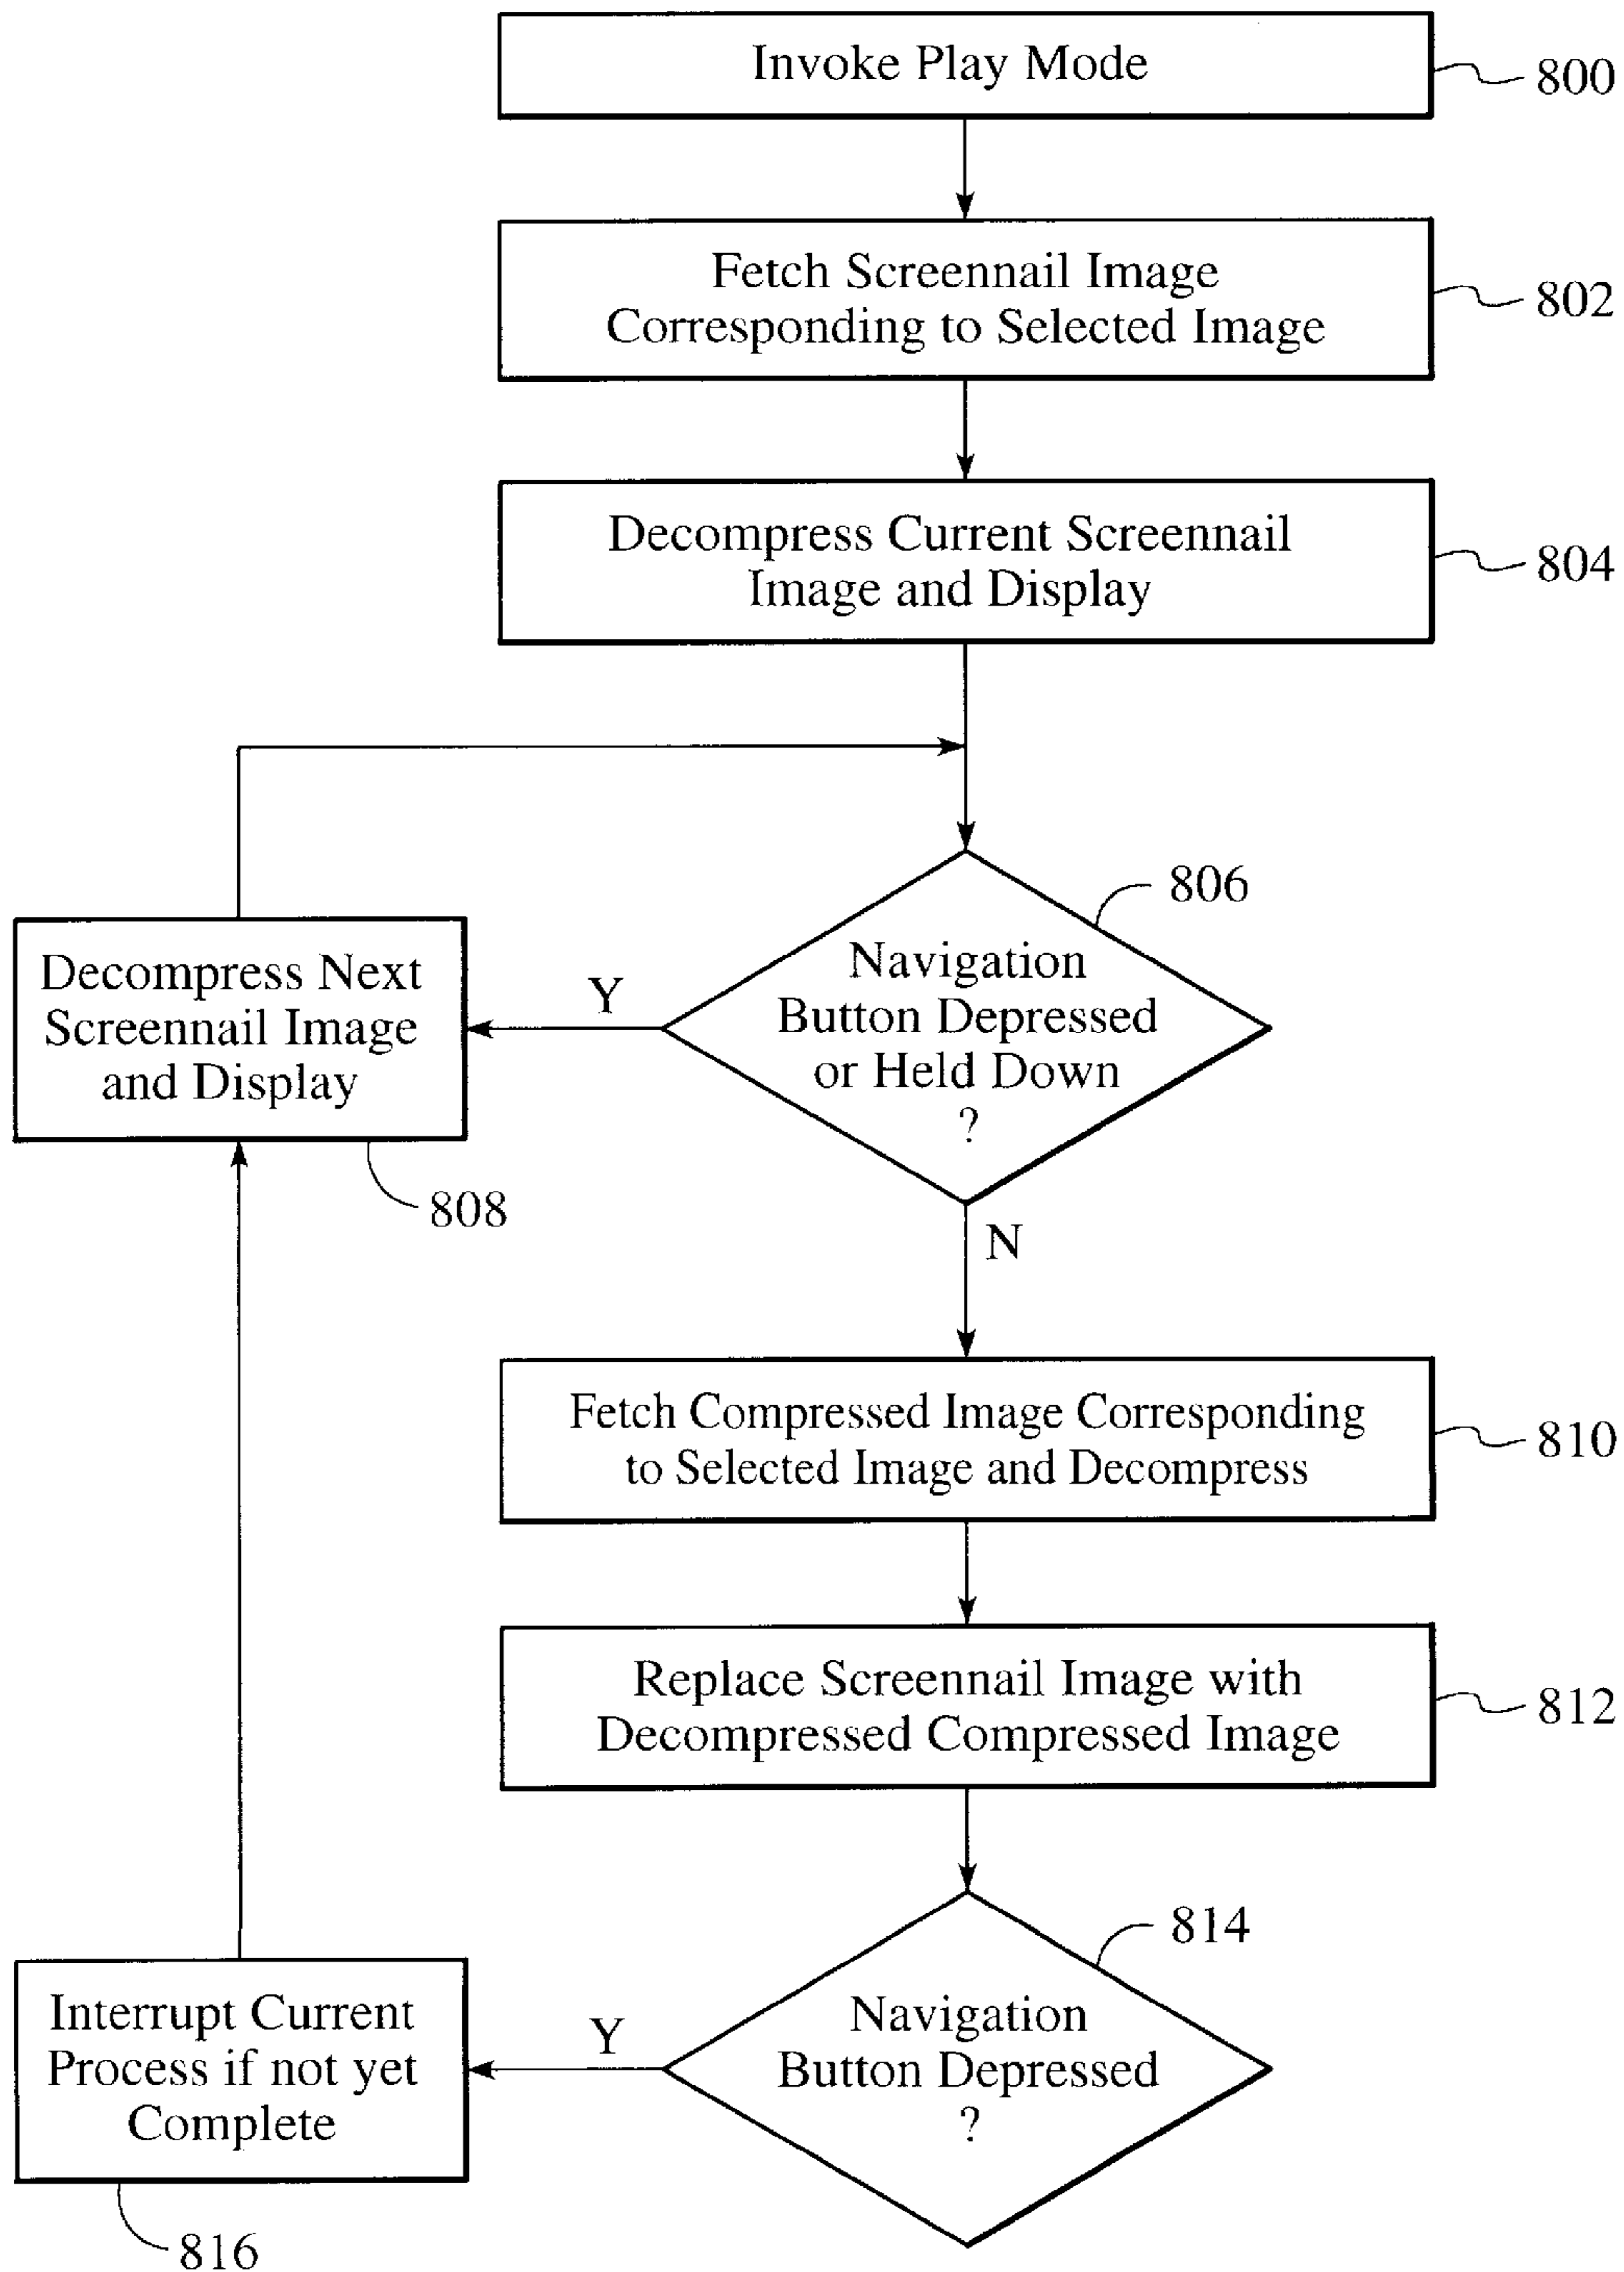 Invoke Play Mode
800
Fetch Screennail Image
Corresponding to Selected Image
802
Decompress Current Screennail
Image and Display
804
806
Navigation
Button Depressed
or Held Down
?
Y
Decompress Next
Screennail Image
and Display
808
N
Fetch Compressed Image Corresponding
to Selected Image and Decompress
810
Replace Screennail Image with
Decompressed Compressed Image
812
814
Navigation
Button Depressed
?
Y
Interrupt Current
Process if not yet
Complete
816